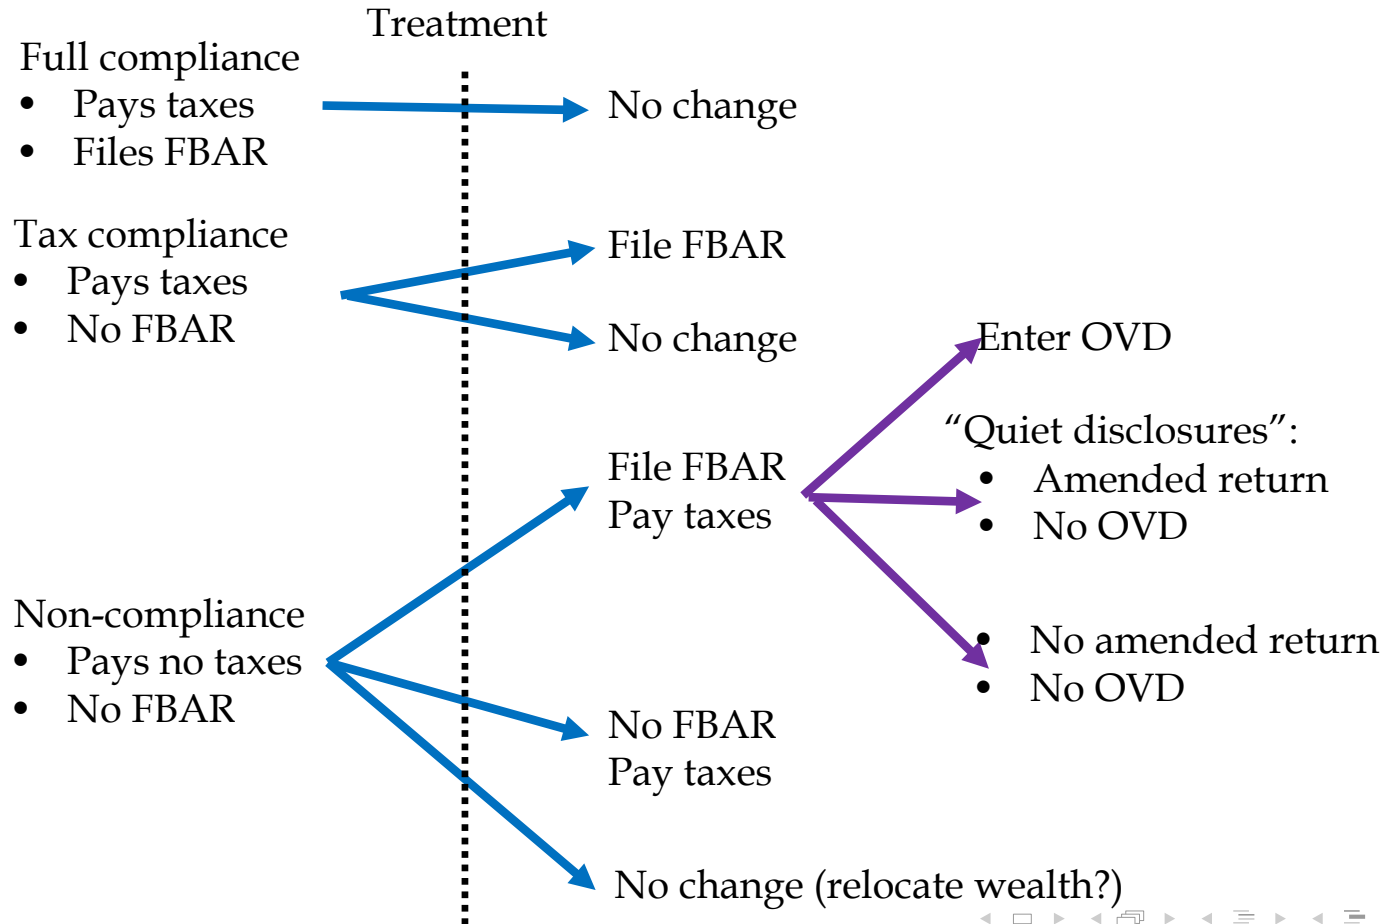 Treatment
Full compliance
• Pays taxes
• Files FBAR
No change
Tax compliance
• Pays taxes
• No FBAR
File FBAR
No change
Non-compliance
• Pays no taxes
• No FBAR
File FBAR
Pay taxes
Enter OVD
“Quiet disclosures”:
• Amended return
• No OVD
• No amended return
• No OVD
No FBAR
Pay taxes
No change (relocate wealth?)